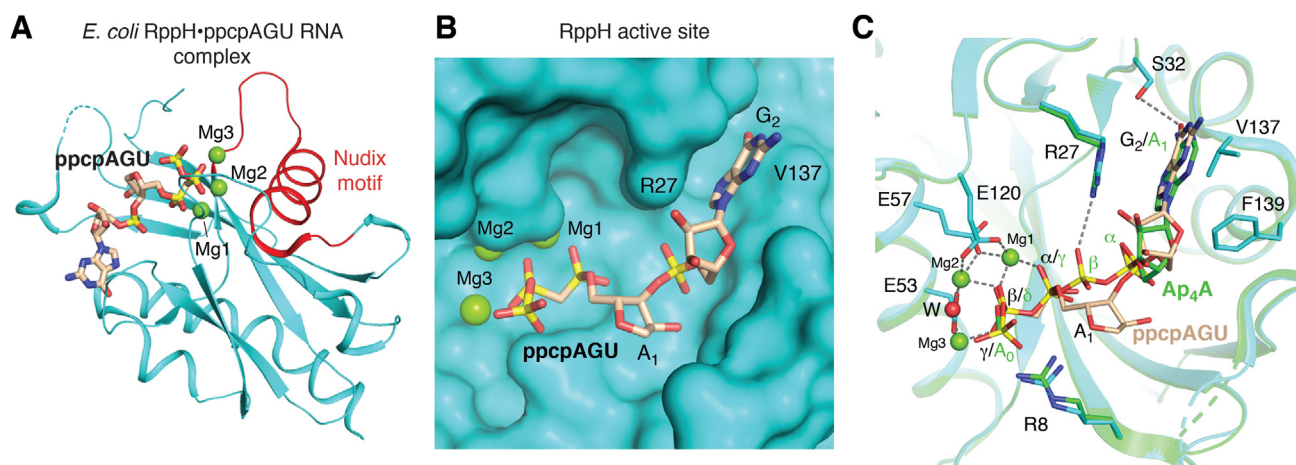 A
E. coli RppH•ppcpAGU RNA
complex
Mg3
ppcpAGU
Mg2
Nudix
motif
Mg1
B
RppH active site
G2
R27
V137
Mg2
Mg1
Mg3
ppcpAGU
A1
C
S32
G2/A1
V137
R27
E120
E57
F139
Mg1
α/γ
α
β
Mg2
E53
β/δ
Ap4A
W
ppcpAGU
Mg3
A1
γ/A0
R8